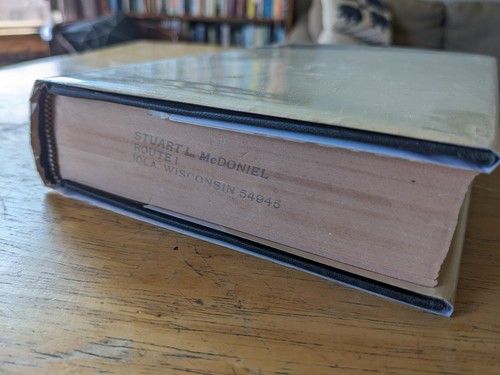 STUART L. McDONIEL
ROUTE 1
IOLA, WISCONSIN 54945